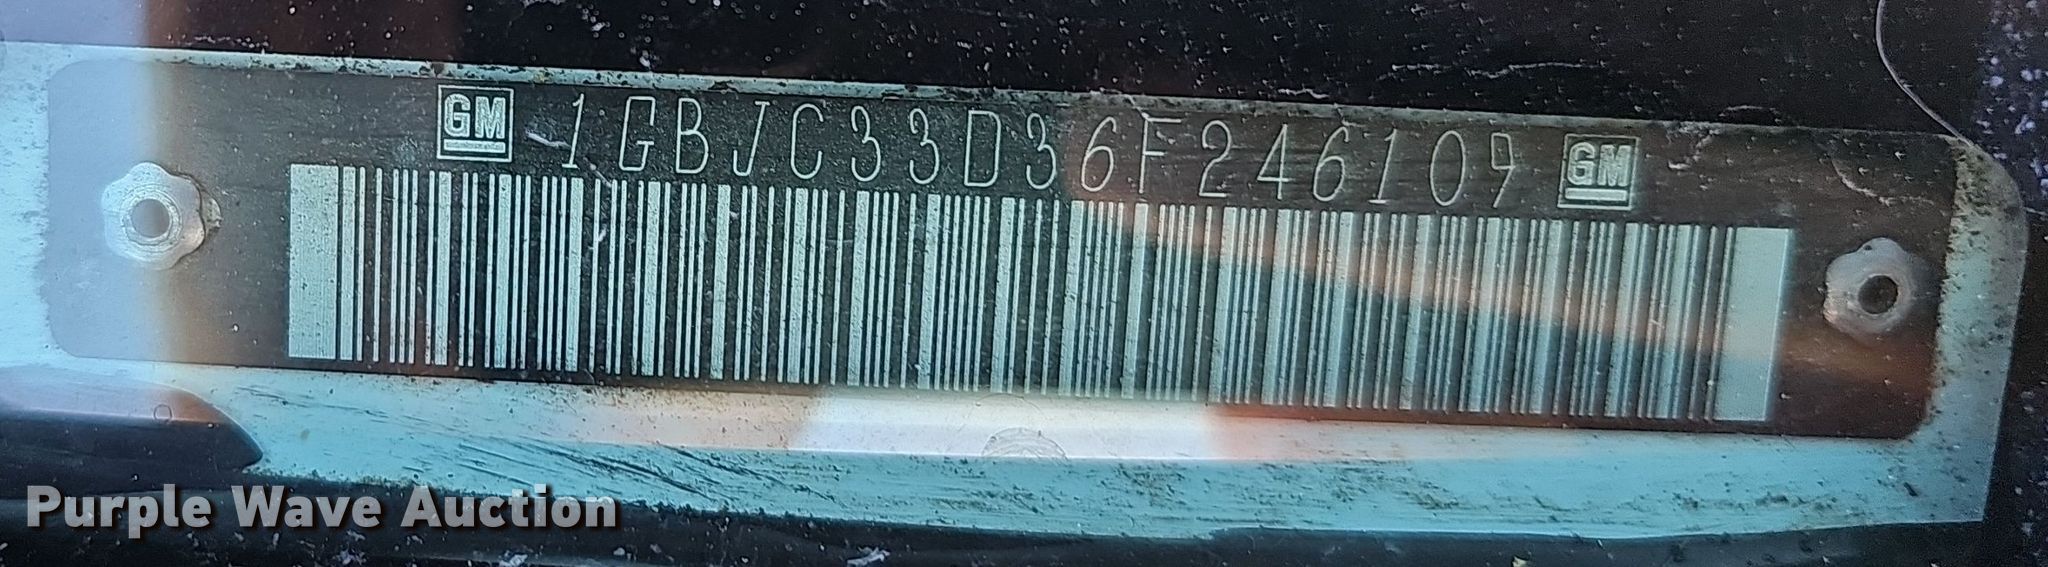 GM 1GBJC33D36F246109 GM
Purple Wave Auction